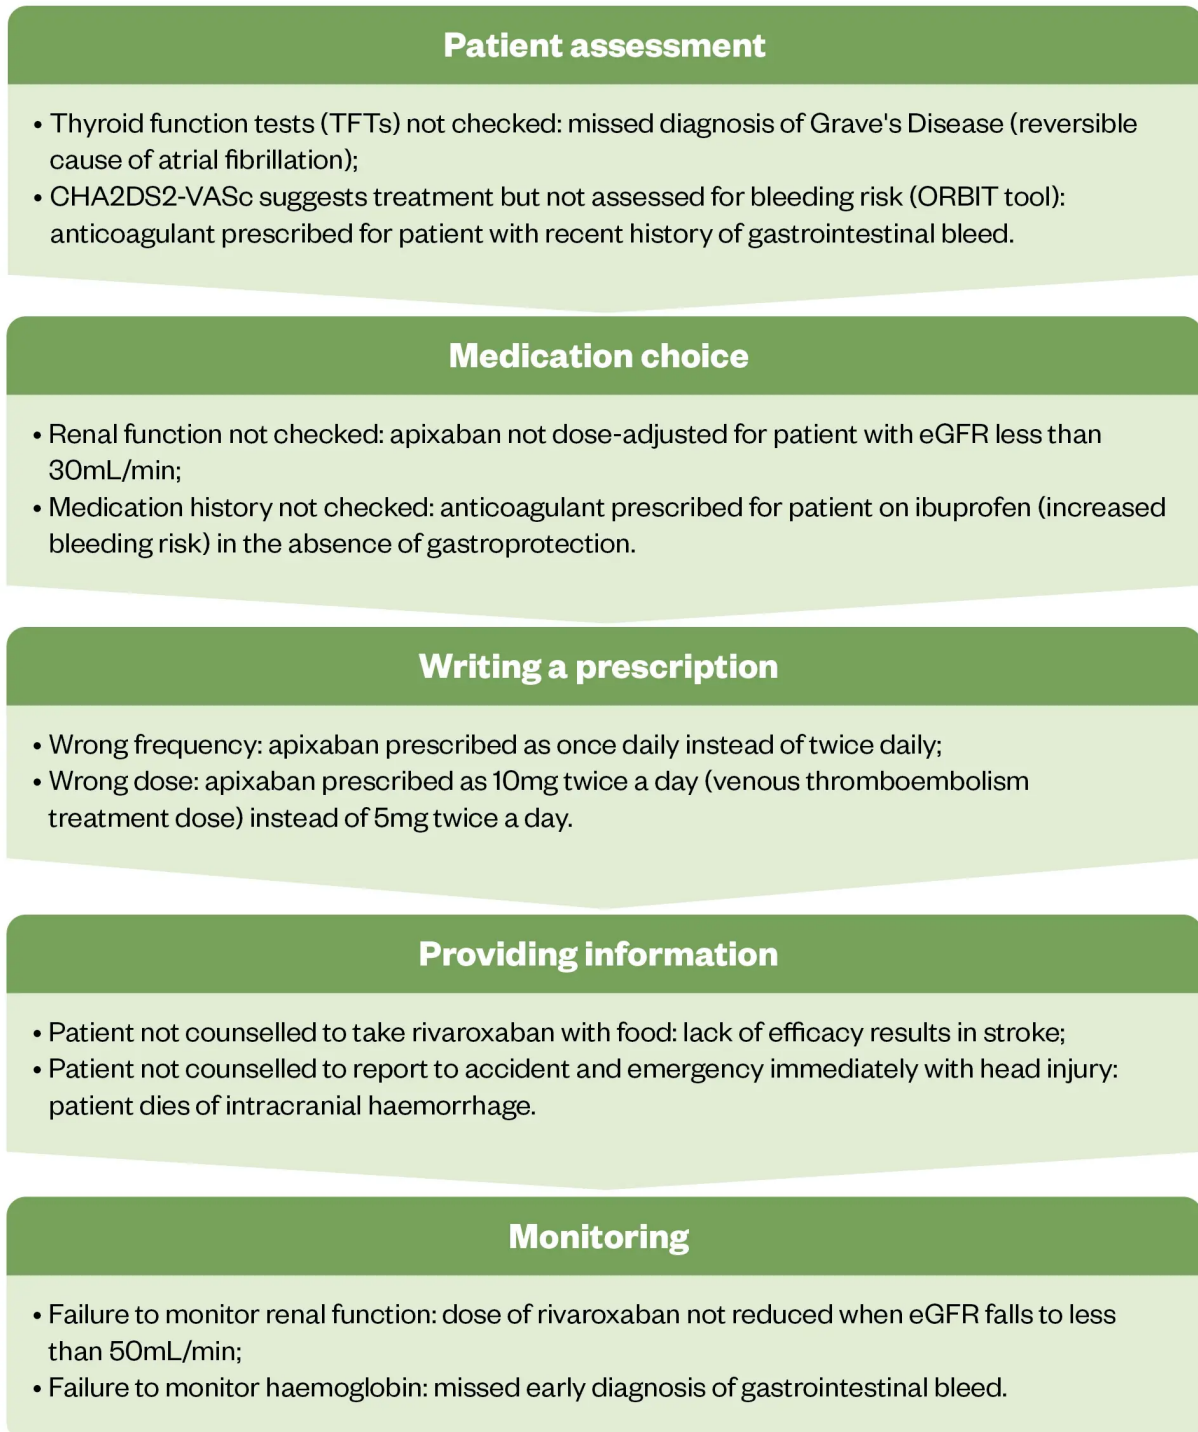 Patient assessment
• Thyroid function tests (TFTs) not checked: missed diagnosis of Grave's Disease (reversible
cause of atrial fibrillation);
• CHA2DS2-VASc suggests treatment but not assessed for bleeding risk (ORBIT tool):
anticoagulant prescribed for patient with recent history of gastrointestinal bleed.
Medication choice
• Renal function not checked: apixaban not dose-adjusted for patient with eGFR less than
30mL/min;
• Medication history not checked: anticoagulant prescribed for patient on ibuprofen (increased
bleeding risk) in the absence of gastroprotection.
Writing a prescription
• Wrong frequency: apixaban prescribed as once daily instead of twice daily;
• Wrong dose: apixaban prescribed as 10mg twice a day (venous thromboembolism
treatment dose) instead of 5mg twice a day.
Providing information
• Patient not counselled to take rivaroxaban with food: lack of efficacy results in stroke;
• Patient not counselled to report to accident and emergency immediately with head injury:
patient dies of intracranial haemorrhage.
Monitoring
• Failure to monitor renal function: dose of rivaroxaban not reduced when eGFR falls to less
than 50mL/min;
• Failure to monitor haemoglobin: missed early diagnosis of gastrointestinal bleed.